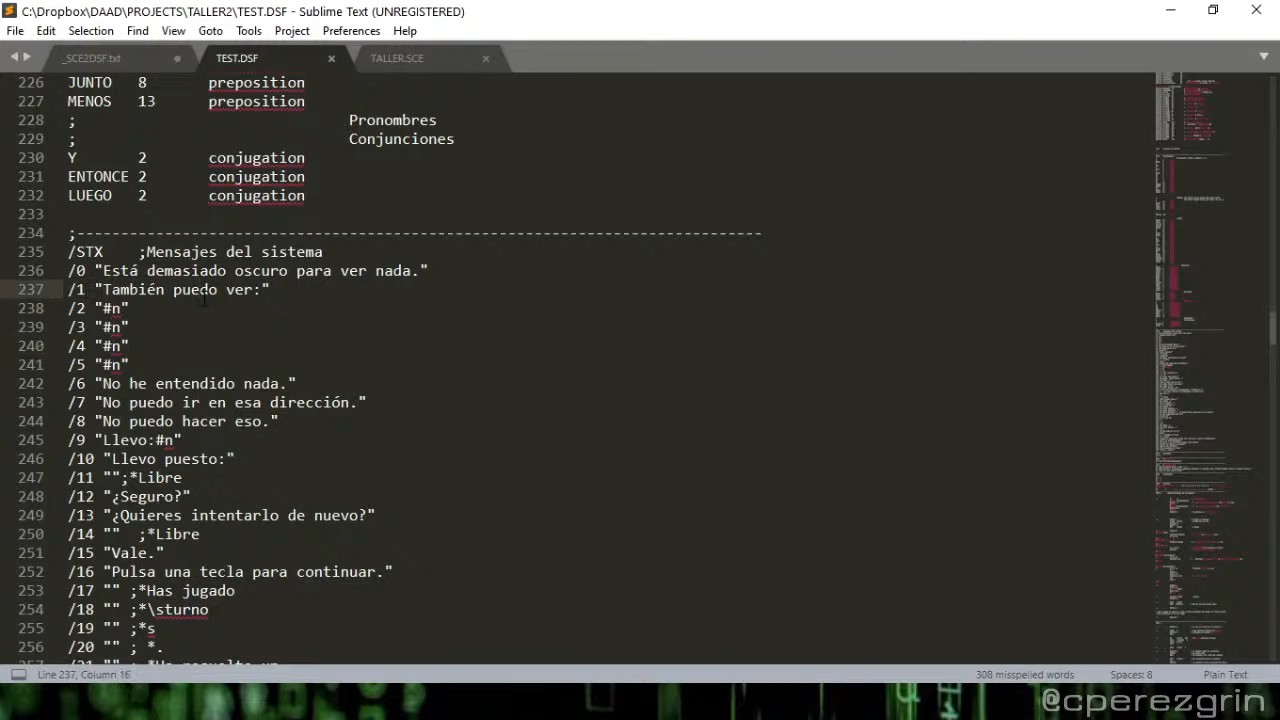 C:\Dropbox\DAAD\PROJECTS\TALLER2\TEST.DSF - Sublime Text (UNREGISTERED)
File Edit Selection Find View Goto Tools Project Preferences Help
_SCE2DSF.txt TEST.DSF TALLER.SCE
226 JUNTO 8 preposition
227 MENOS 13 preposition
228 ; Pronombres
229 ; Conjunciones
230 Y 2 conjugation
231 ENTONCE 2 conjugation
232 LUEGO 2 conjugation
233
234 ;------------------------------------------------------------------------------
235 /STX ;Mensajes del sistema
236 /0 "Está demasiado oscuro para ver nada."
237 /1 "También puedo ver:"
238 /2 "#n"
239 /3 "#n"
240 /4 "#n"
241 /5 "#n"
242 /6 "No he entendido nada."
243 /7 "No puedo ir en esa dirección."
244 /8 "No puedo hacer eso."
245 /9 "Llevo:#n"
246 /10 "Llevo puesto:"
247 /11 "";*Libre
248 /12 "¿Seguro?"
249 /13 "¿Quieres intentarlo de nuevo?"
250 /14 "" ;*Libre
251 /15 "Vale."
252 /16 "Pulsa una tecla para continuar."
253 /17 "" ;*Has jugado
254 /18 "" ;*\sturno
255 /19 "" ;*s
256 /20 "" ; *.
257 /21 "" ; *Ha resuelto un
Line 237, Column 16 308 misspelled words Spaces: 8 Plain Text
@cperezgrin